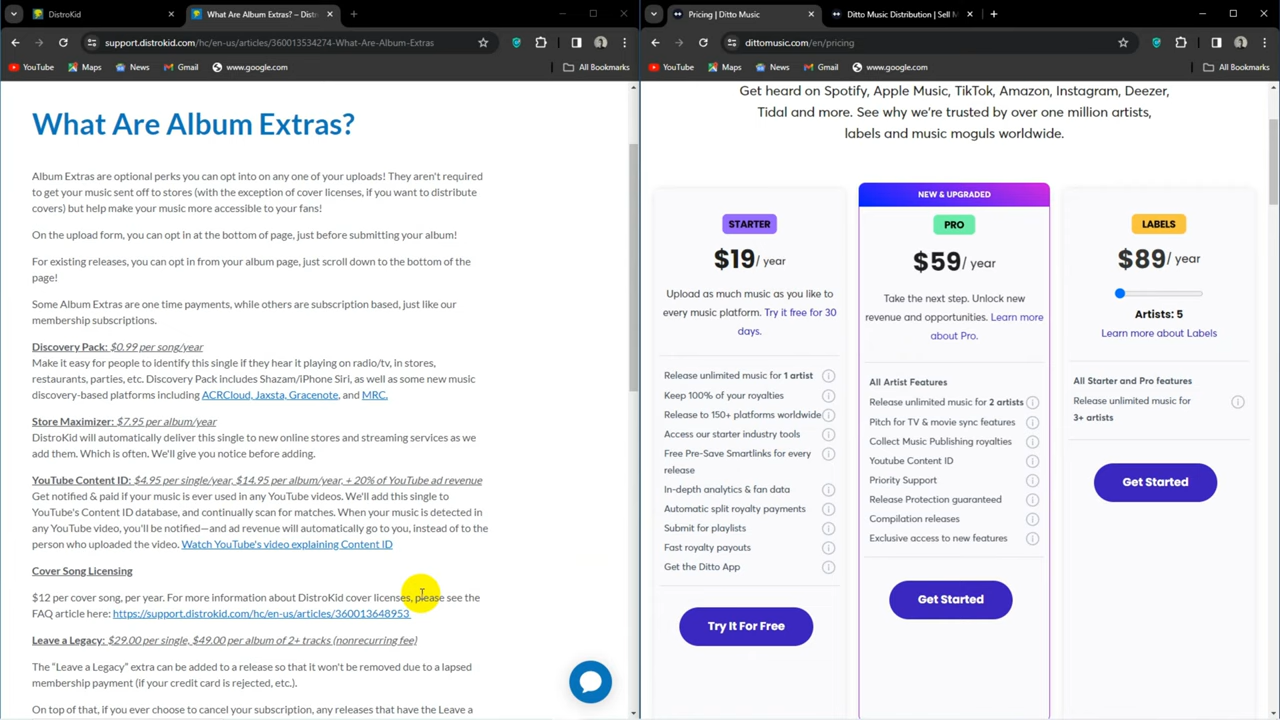 DistroKid
What Are Album Extras? – Dist
support.distrokid.com/hc/en-us/articles/360013534274-What-Are-Album-Extras
YouTube
Maps
News
Gmail
www.google.com
All Bookmarks
What Are Album Extras?
Album Extras are optional perks you can opt into on any one of your uploads! They aren't required
to get your music sent off to stores (with the exception of cover licenses, if you want to distribute
covers) but help make your music more accessible to your fans!
On the upload form, you can opt in at the bottom of page, just before submitting your album!
For existing releases, you can opt in from your album page, just scroll down to the bottom of the
page!
Some Album Extras are one time payments, while others are subscription based, just like our
membership subscriptions.
Discovery Pack: $0.99 per song/year
Make it easy for people to identify this single if they hear it playing on radio/tv, in stores,
restaurants, parties, etc. Discovery Pack includes Shazam/iPhone Siri, as well as some new music
discovery-based platforms including ACRCloud, Jaxsta, Gracenote, and MRC.
Store Maximizer: $7.95 per album/year
DistroKid will automatically deliver this single to new online stores and streaming services as we
add them. Which is often. We'll give you notice before adding.
YouTube Content ID: $4.95 per single/year, $14.95 per album/year, + 20% of YouTube ad revenue
Get notified & paid if your music is ever used in any YouTube videos. We'll add this single to
YouTube's Content ID database, and continually scan for matches. When your music is detected in
any YouTube video, you'll be notified—and ad revenue will automatically go to you, instead of to the
person who uploaded the video. Watch YouTube's video explaining Content ID
Cover Song Licensing
$12 per cover song, per year. For more information about DistroKid cover licenses, please see the
FAQ article here: https://support.distrokid.com/hc/en-us/articles/360013648953
Leave a Legacy: $29.00 per single, $49.00 per album of 2+ tracks (nonrecurring fee)
The "Leave a Legacy" extra can be added to a release so that it won't be removed due to a lapsed
membership payment (if your credit card is rejected, etc.).
On top of that, if you ever choose to cancel your subscription, any releases that have the Leave a
Pricing | Ditto Music
Ditto Music Distribution | Sell M
dittomusic.com/en/pricing
YouTube
Maps
News
Gmail
www.google.com
All Bookmarks
Get heard on Spotify, Apple Music, TikTok, Amazon, Instagram, Deezer,
Tidal and more. See why we're trusted by over one million artists,
labels and music moguls worldwide.
STARTER
$19/ year
Upload as much music as you like to
every music platform. Try it free for 30
days.
Release unlimited music for 1 artist
Keep 100% of your royalties
Release to 150+ platforms worldwide
Access our starter industry tools
Free Pre-Save Smartlinks for every
release
In-depth analytics & fan data
Automatic split royalty payments
Submit for playlists
Fast royalty payouts
Get the Ditto App
Try It For Free
NEW & UPGRADED
PRO
$59/ year
Take the next step. Unlock new
revenue and opportunities. Learn more
about Pro.
All Artist Features
Release unlimited music for 2 artists
Pitch for TV & movie sync features
Collect Music Publishing royalties
Youtube Content ID
Priority Support
Release Protection guaranteed
Compilation releases
Exclusive access to new features
Get Started
LABELS
$89/ year
Artists: 5
Learn more about Labels
All Starter and Pro features
Release unlimited music for
3+ artists
Get Started